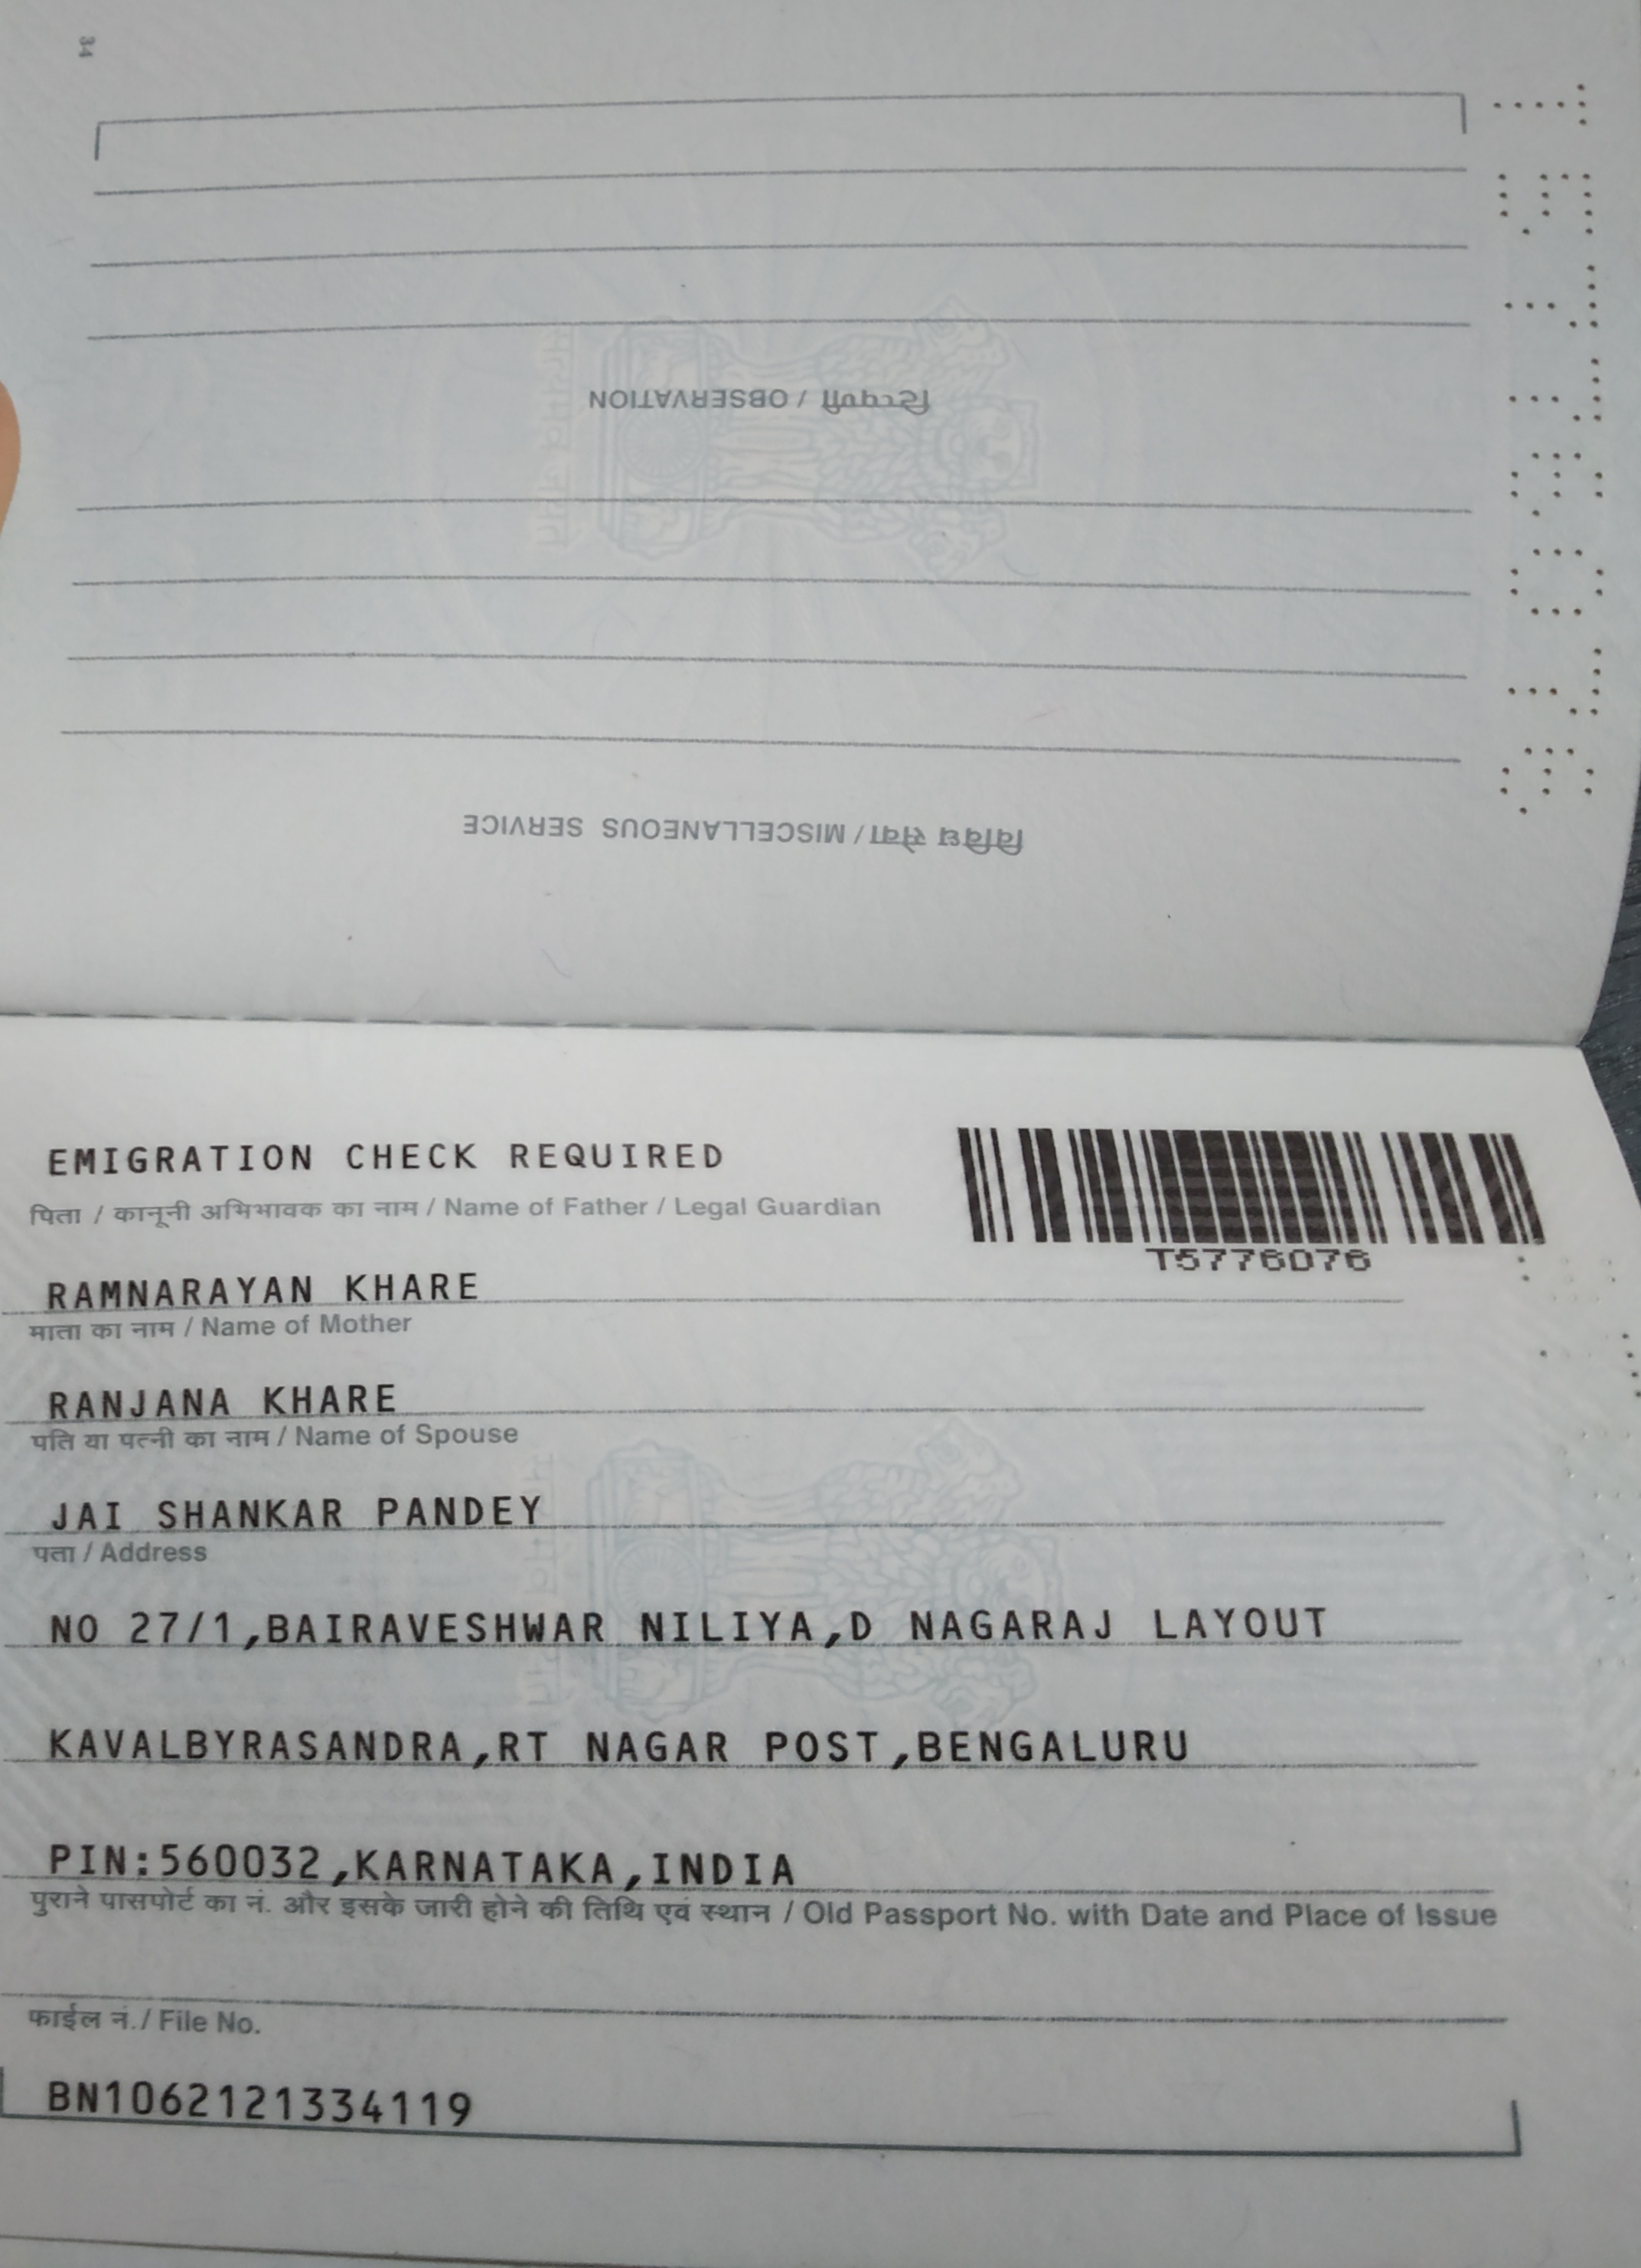 34
टिप्पणी / OBSERVATION
विविध सेवा / MISCELLANEOUS SERVICE
EMIGRATION CHECK REQUIRED
पिता / कानूनी अभिभावक का नाम / Name of Father / Legal Guardian
T5776076
RAMNARAYAN KHARE
माता का नाम / Name of Mother
RANJANA KHARE
पति या पत्नी का नाम / Name of Spouse
JAI SHANKAR PANDEY
पता / Address
NO 27/1,BAIRAVESHWAR NILIYA,D NAGARAJ LAYOUT
KAVALBYRASANDRA,RT NAGAR POST,BENGALURU
PIN:560032,KARNATAKA,INDIA
पुराने पासपोर्ट का नं. और इसके जारी होने की तिथि एवं स्थान / Old Passport No. with Date and Place of Issue
फाईल नं./ File No.
BN1062121334119